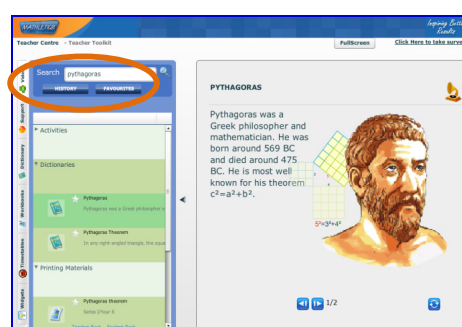 MATHLETICS
Inspiring Better
Results
Teacher Centre - Teacher Toolkit
FullScreen
Click Here to take surve
Search pythagoras
HISTORY FAVOURITES
Support
Dictionary
Workbooks
Timestables
Widgets
Activities
Dictionaries
Pythagoras
Pythagoras was a Greek philosopher
Pythagoras Theorem
In any right-angled triangle, the squa
Printing Materials
Pythagoras theorem
PYTHAGORAS
Pythagoras was a
Greek philosopher and
mathematician. He was
born around 569 BC
and died around 475
BC. He is most well
known for his theorem
c²=a²+b².
5²=3²+4²
1/2